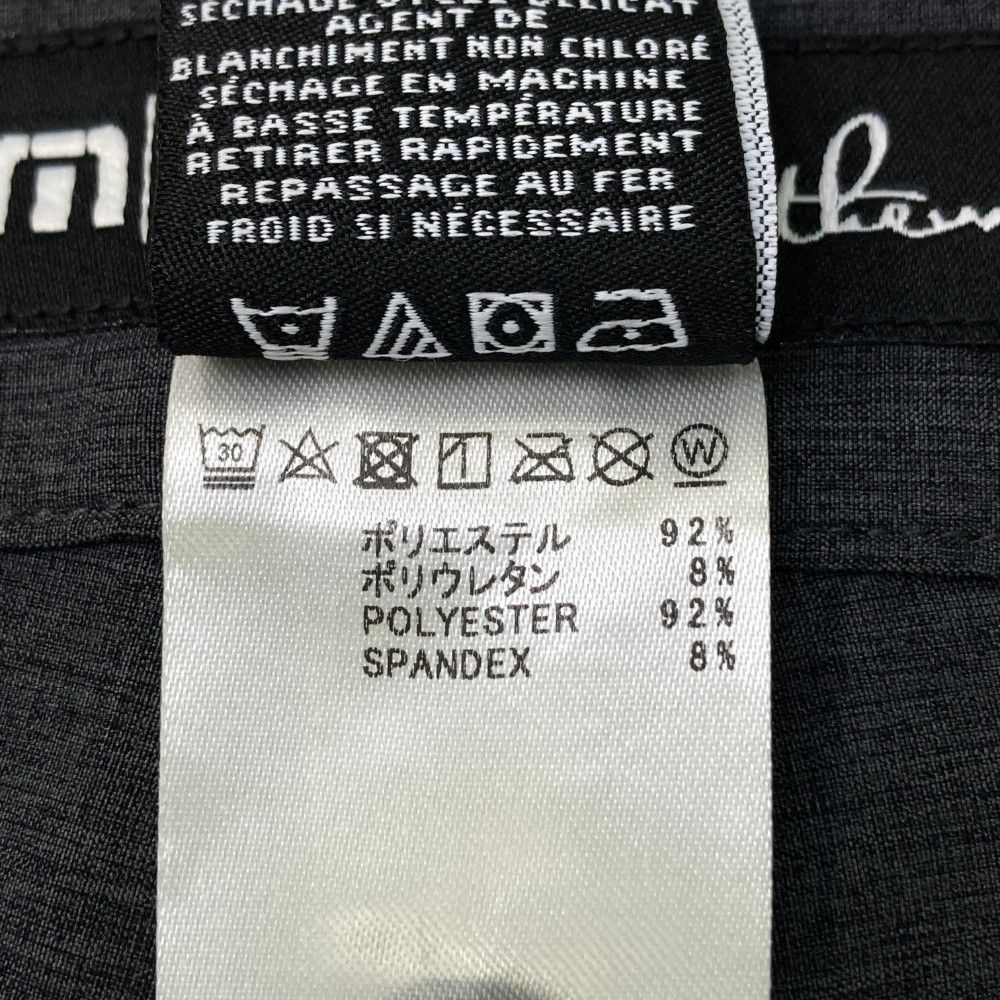 AGENT DE
BLANCHIMENT NON CHLORÉ
SÉCHAGE EN MACHINE
À BASSE TEMPÉRATURE
RETIRER RAPIDEMENT
REPASSAGE AU FER
FROID SI NÉCESSAIRE
them
30
W
ポリエステル 92%
ポリウレタン 8%
POLYESTER 92%
SPANDEX 8%